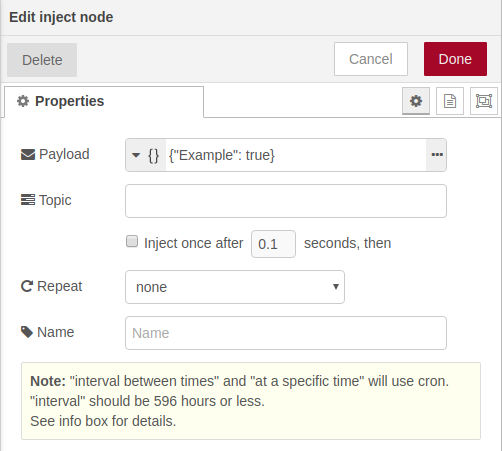 Edit inject node
Delete
Cancel
Done
Properties
Payload
{} {"Example": true}
Topic
Inject once after 0.1 seconds, then
Repeat
none
Name
Name
Note: "interval between times" and "at a specific time" will use cron.
"interval" should be 596 hours or less.
See info box for details.